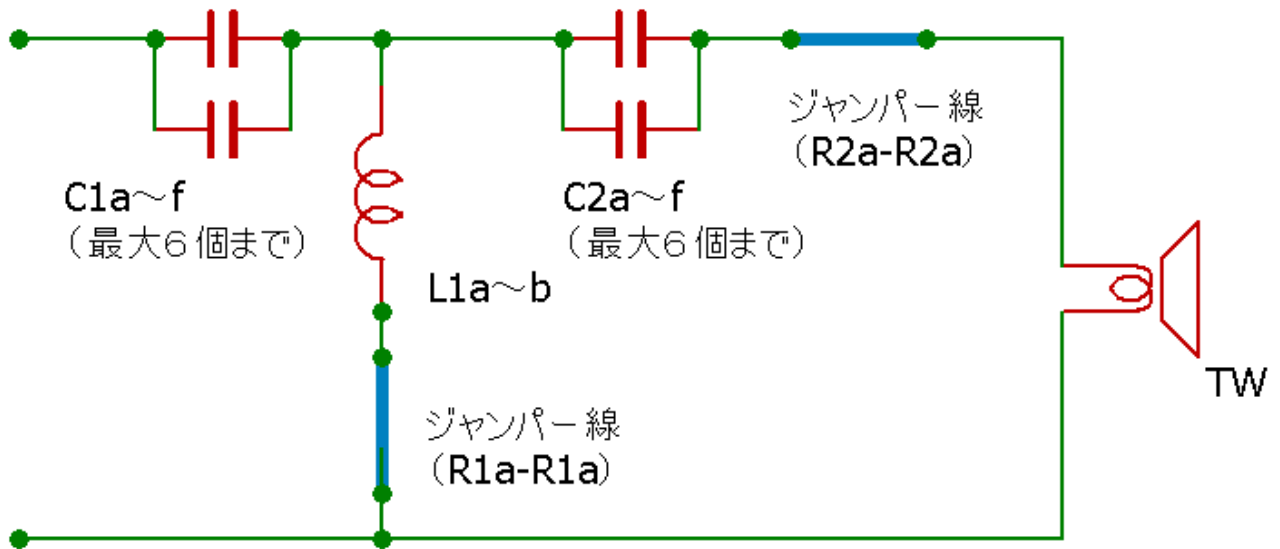 ジャンパー線
（R2a-R2a）
C1a～f
（最大６個まで）
C2a～f
（最大６個まで）
L1a～b
TW
ジャンパー線
（R1a-R1a）